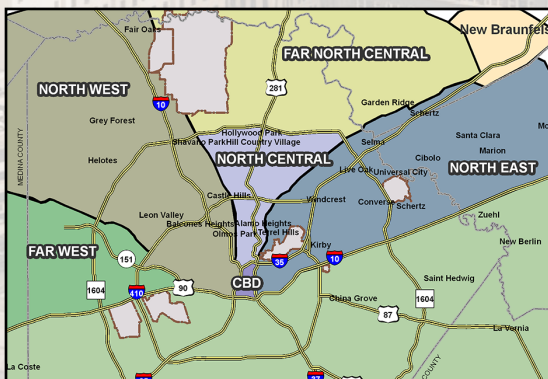 Fair Oaks
New Braunfels
FAR NORTH CENTRAL
NORTH WEST
281
10
Garden Ridge
Schertz
Grey Forest
Hollywood Park
Shavano Park
Hill Country Village
Selma
Santa Clara
Marion
Cibolo
MEDINA COUNTY
Helotes
NORTH CENTRAL
Live Oak
Universal City
NORTH EAST
Castle Hills
Windcrest
Converse
Schertz
Leon Valley
Balcones Heights
Alamo Heights
Olmos Park
Terrel Hills
Zuehl
New Berlin
Kirby
FAR WEST
151
35
10
CBD
Saint Hedwig
1604
410
90
China Grove
1604
87
La Vernia
La Coste
COUNTY
37